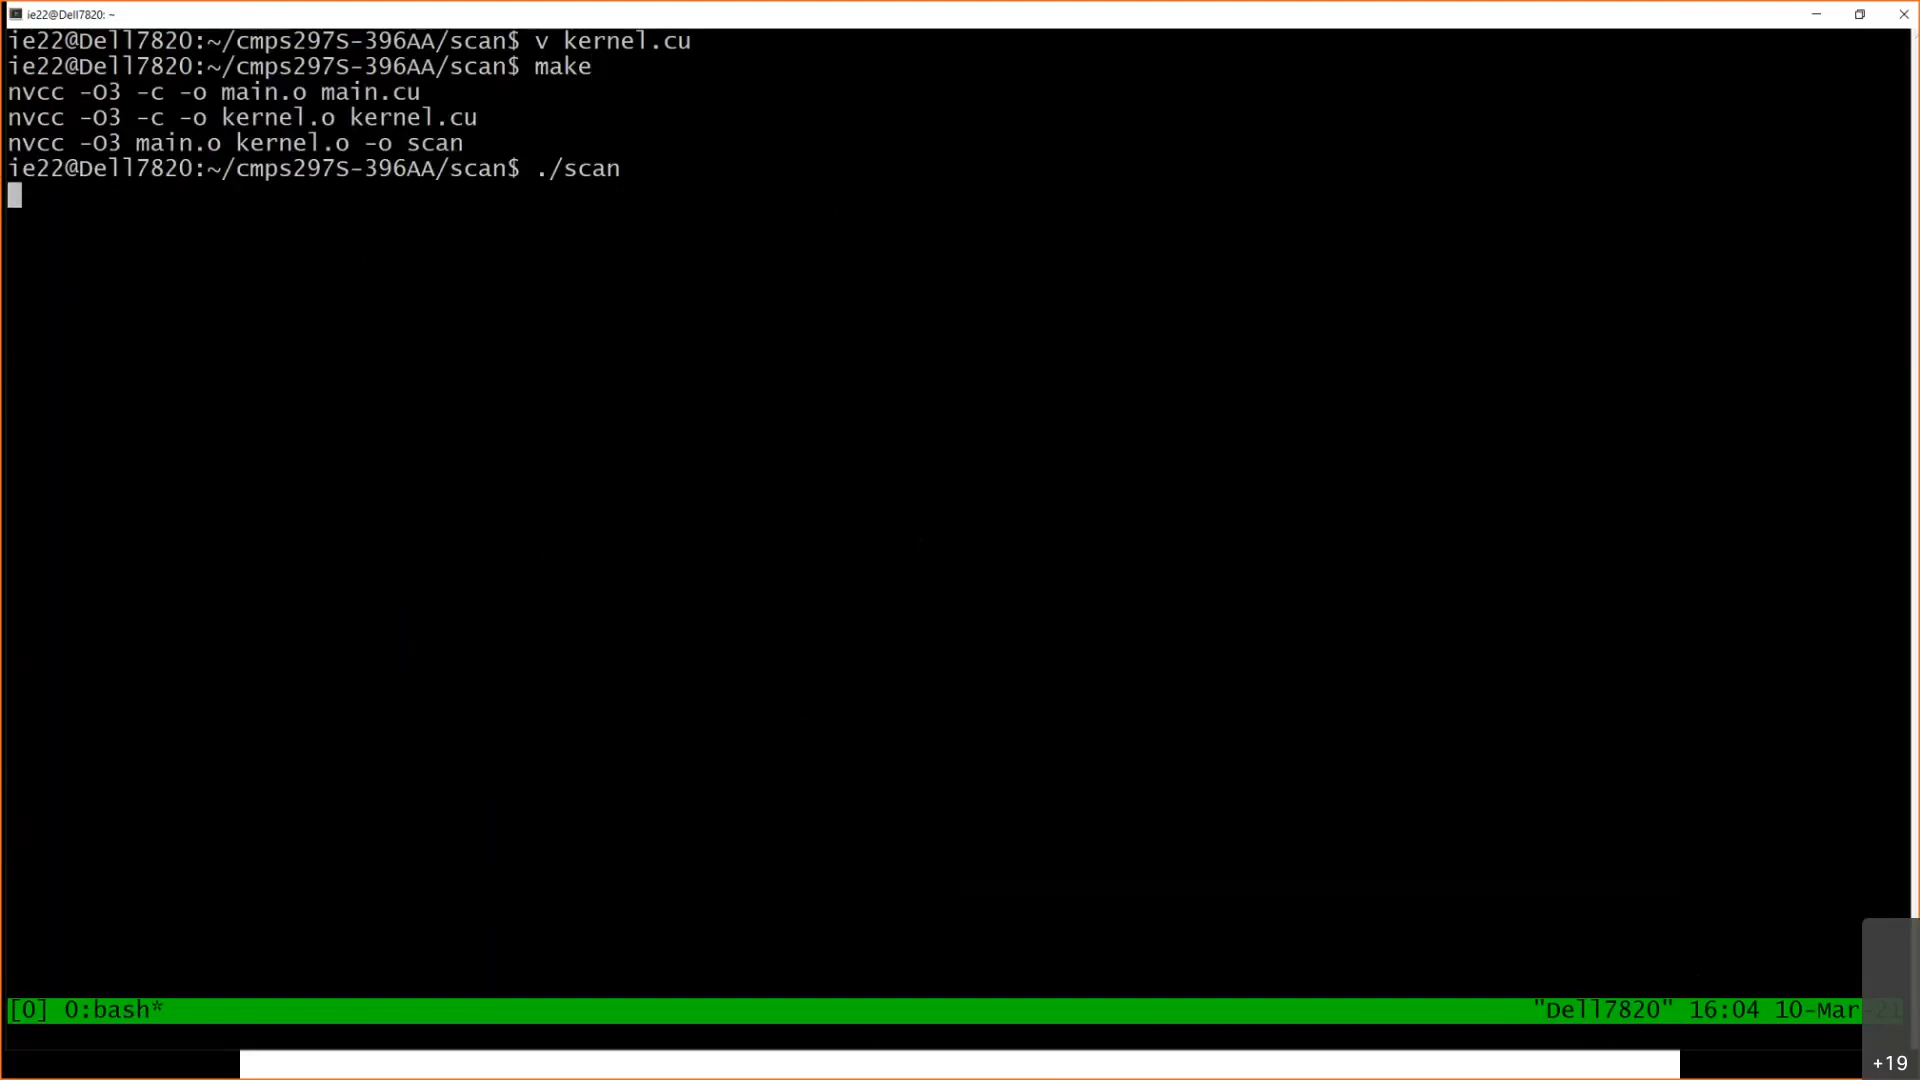 ie22@Dell7820: ~
ie22@Dell7820:~/cmps297S-396AA/scan$ v kernel.cu
ie22@Dell7820:~/cmps297S-396AA/scan$ make
nvcc -O3 -c -o main.o main.cu
nvcc -O3 -c -o kernel.o kernel.cu
nvcc -O3 main.o kernel.o -o scan
ie22@Dell7820:~/cmps297S-396AA/scan$ ./scan
[0] 0:bash* "Dell7820" 16:04 10-Mar-21
+19